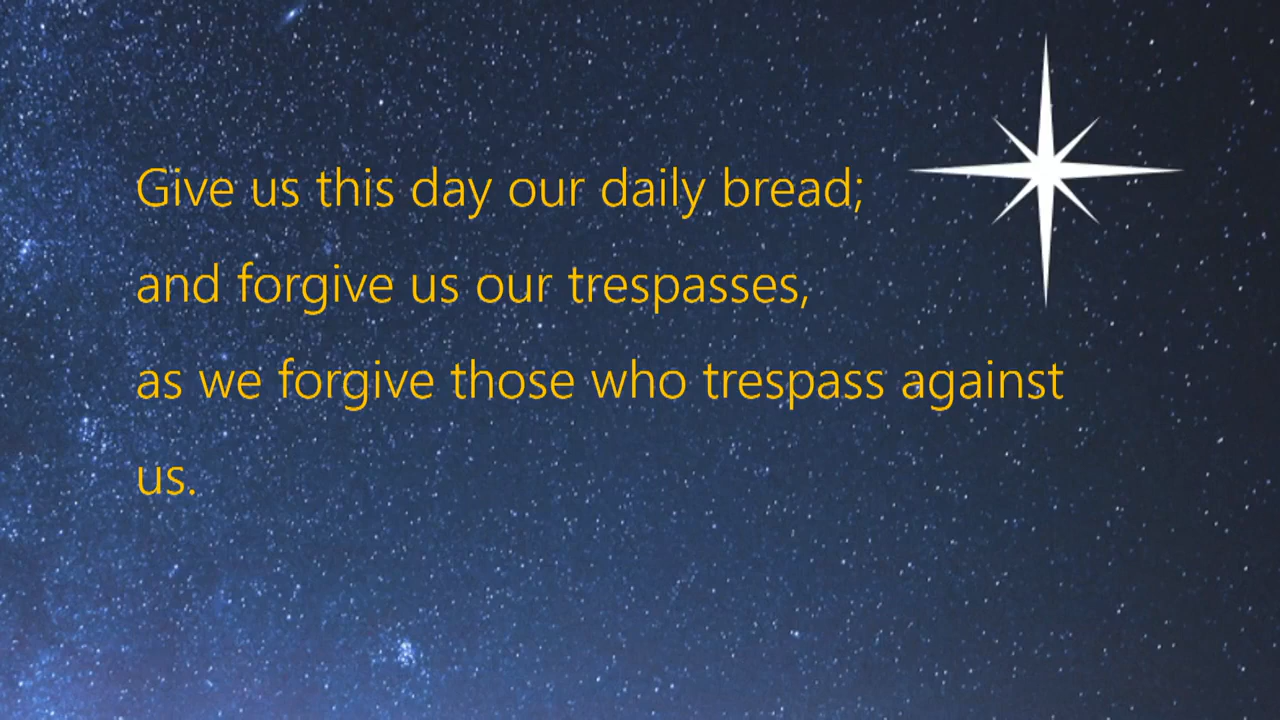 Give us this day our daily bread;
and forgive us our trespasses,
as we forgive those who trespass against
us.